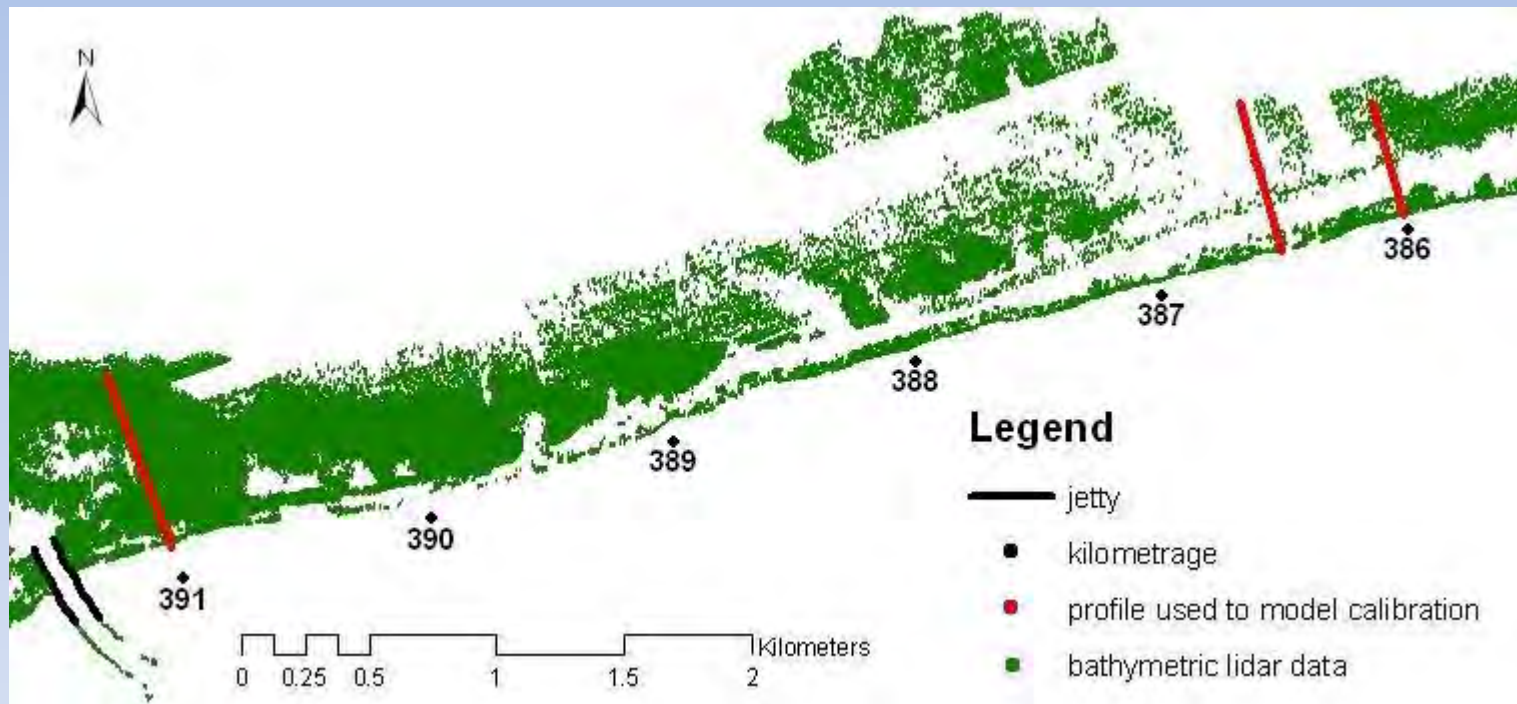 N
386
387
388
389
390
391
Legend
jetty
kilometrage
profile used to model calibration
bathymetric lidar data
Kilometers
0 0.25 0.5 1 1.5 2